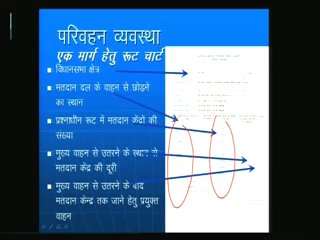 परिवहन व्यवस्था
एक मार्ग हेतु रूट चार्ट
विधानसभा क्षेत्र
मतदान दल के वाहन से छोड़ने
का स्थान
प्रश्नाधीन रूट में मतदान केंद्रों की
संख्या
मुख्य वाहन से उतरने के स्थान से
मतदान केंद्र की दूरी
मुख्य वाहन से उतरने के बाद
मतदान केन्द्र तक जाने हेतु प्रयुक्त
वाहन